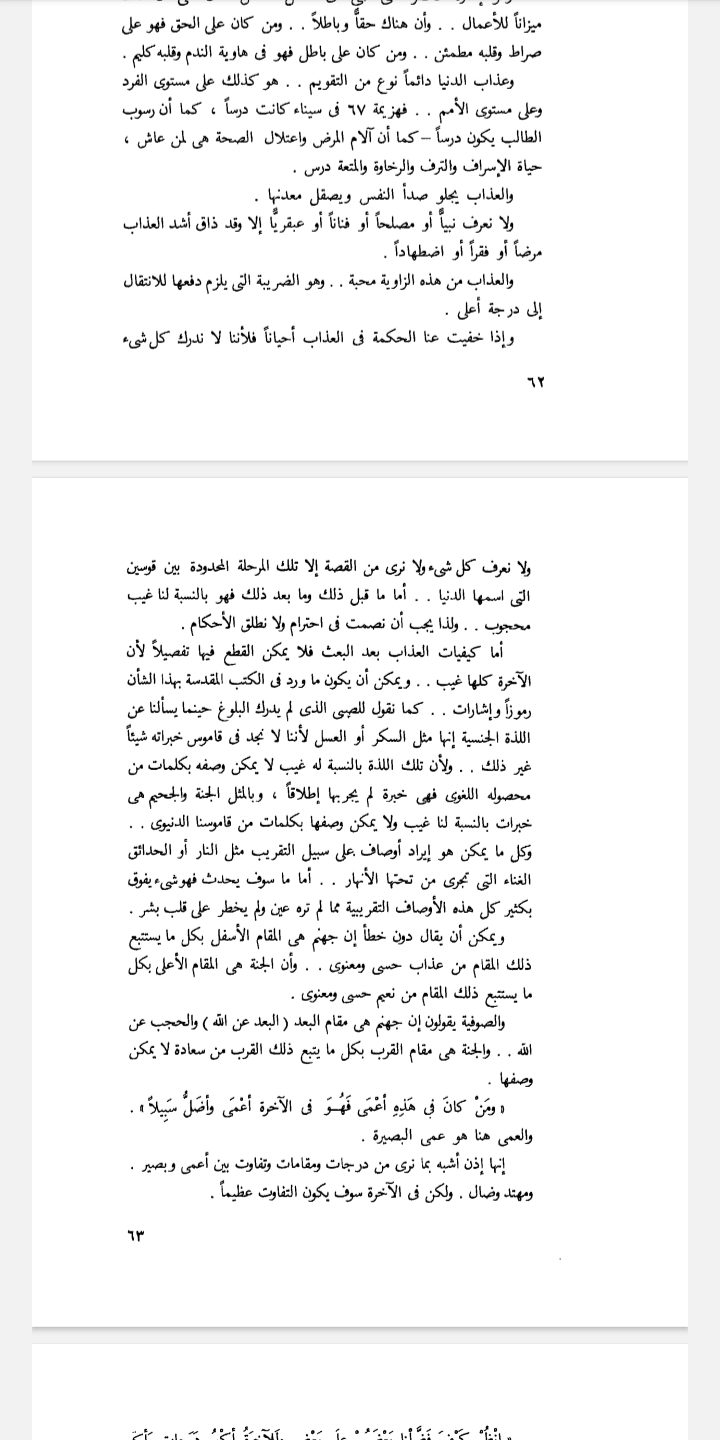 ميزاناً للأعمال . . وأن هناك حقاًّ وباطلاً . . ومن كان على الحق فهو على
صراط وقلبه مطمئن . . ومن كان على باطل فهو فى هاوية الندم وقلبه كليم .
وعذاب الدنيا دائماً نوع من التقويم . . هو كذلك على مستوى الفرد
وعلى مستوى الأمم . . فهزيمة ٦٧ فى سيناء كانت درساً ، كما أن رسوب
الطالب يكون درساً – كما أن آلام المرض واعتلال الصحة هى لمن عاش ،
حياة الإسراف والترف والرخاوة والمتعة درس .
والعذاب يجلو صدأ النفس ويصقل معدنها .
ولا نعرف نبياًّ أو مصلحاً أو فناناً أو عبقرياًّ إلا وقد ذاق أشد العذاب
مرضاً أو فقراً أو اضطهاداً .
والعذاب من هذه الزاوية محبة . . وهو الضريبة التى يلزم دفعها للانتقال
إلى درجة أعلى .
وإذا خفيت عنا الحكمة فى العذاب أحياناً فلأننا لا ندرك كل شىء
٦٢
ولا نعرف كل شىء ولا نرى من القصة إلا تلك المرحلة المحدودة بين قوسين
التى اسمها الدنيا . . أما ما قبل ذلك وما بعد ذلك فهو بالنسبة لنا غيب
محجوب . . ولذا يجب أن نصمت فى احترام ولا نطلق الأحكام .
أما كيفيات العذاب بعد البعث فلا يمكن القطع فيها تفصيلاً لأن
الآخرة كلها غيب . . ويمكن أن يكون ما ورد فى الكتب المقدسة بهذا الشأن
رموزاً وإشارات . . كما نقول للصبى الذى لم يدرك البلوغ حينما يسألنا عن
اللذة الجنسية إنها مثل السكر أو العسل لأننا لا نجد فى قاموس خبراته شيئاً
غير ذلك . . ولأن تلك اللذة بالنسبة له غيب لا يمكن وصفه بكلمات من
محصوله اللغوى فهى خبرة لم يجربها إطلاقاً ، وبالمثل الجنة والجحيم هى
خبرات بالنسبة لنا غيب ولا يمكن وصفها بكلمات من قاموسنا الدنيوى . .
وكل ما يمكن هو إيراد أوصاف على سبيل التقريب مثل النار أو الحدائق
الغناء التى تجرى من تحتها الأنهار . . أما ما سوف يحدث فهو شىء يفوق
بكثير كل هذه الأوصاف التقريبية مما لم تره عين ولم يخطر على قلب بشر .
ويمكن أن يقال دون خطأ إن جهنم هى المقام الأسفل بكل ما يستتبع
ذلك المقام من عذاب حسى ومعنوى . . وأن الجنة هى المقام الأعلى بكل
ما يستتبع ذلك المقام من نعيم حسى ومعنوى .
والصوفية يقولون إن جهنم هى مقام البعد ( البعد عن الله ) والحجب عن
الله . . والجنة هى مقام القرب بكل ما يتبع ذلك القرب من سعادة لا يمكن
وصفها .
« ومَنْ كانَ فى هَذِهِ أعْمَى فَهُـوَ فى الآخرة أعْمَى وأضَلُّ سَبِيلاً » .
والعمى هنا هو عمى البصيرة .
إنها إذن أشبه بما نرى من درجات ومقامات وتفاوت بين أعمى وبصير .
ومهتد وضال . ولكن فى الآخرة سوف يكون التفاوت عظيماً .
٦٣